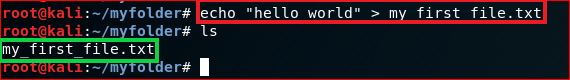 root@kali:~/myfolder# echo "hello world" > my_first_file.txt
root@kali:~/myfolder# ls
my_first_file.txt
root@kali:~/myfolder#